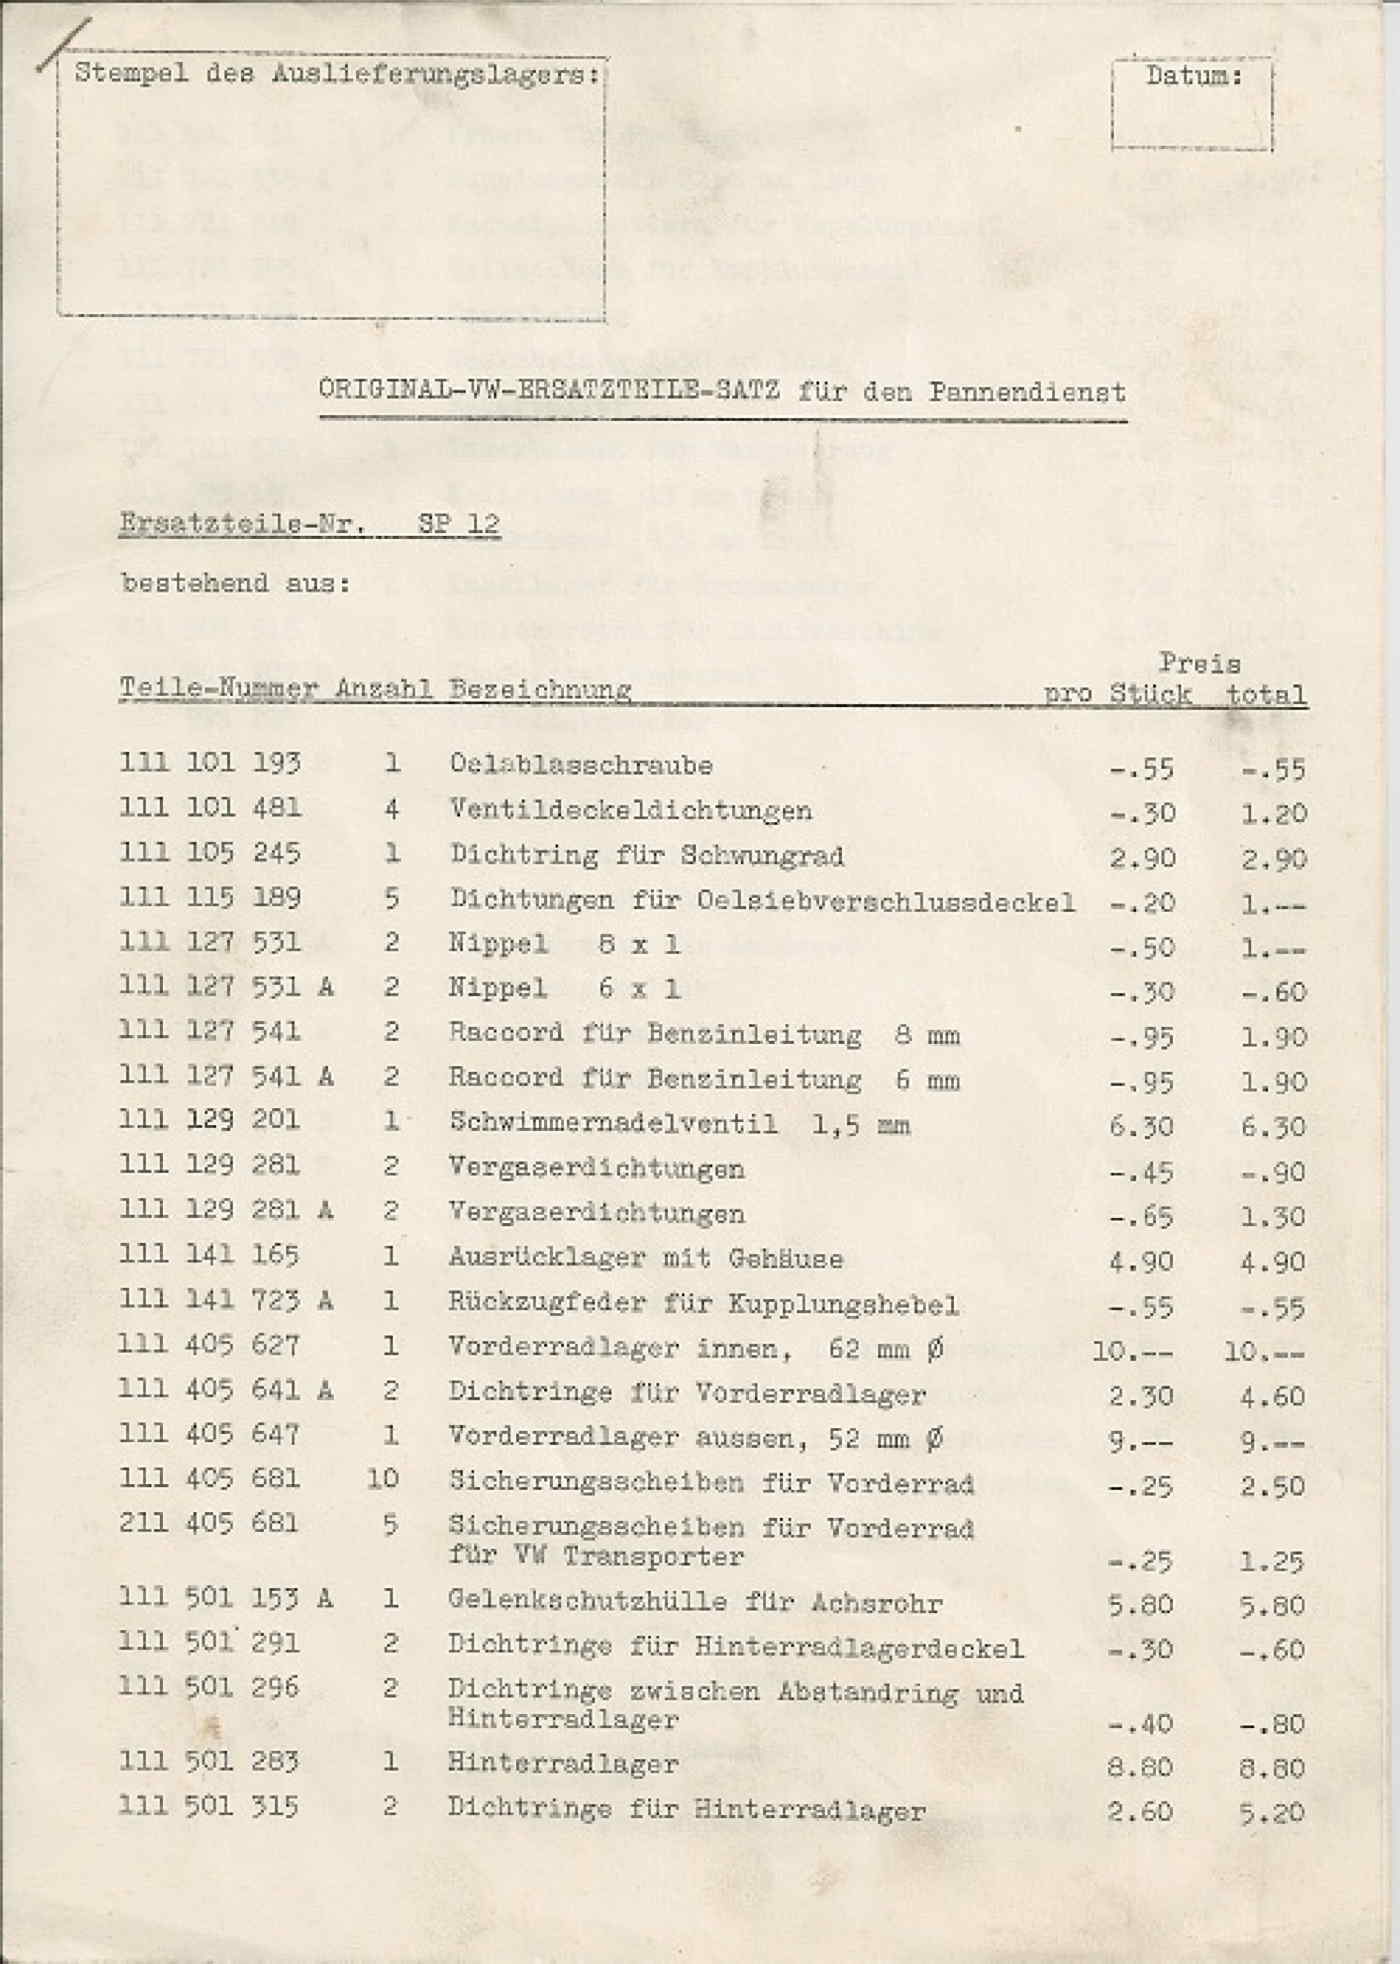 Stempel des Auslieferungslagers:
Datum:
ORIGINAL-VW-ERSATZTEILE-SATZ für den Pannendienst
Ersatzteile-Nr. SP 12
bestehend aus:
Preis
Teile-Nummer Anzahl Bezeichnung pro Stück total
111 101 193 1 Oelablasschraube -.55 -.55
111 101 481 4 Ventildeckeldichtungen -.30 1.20
111 105 245 1 Dichtring für Schwungrad 2.90 2.90
111 115 189 5 Dichtungen für Oelsiebverschlussdeckel -.20 1.--
111 127 531 2 Nippel 8 x 1 -.50 1.--
111 127 531 A 2 Nippel 6 x 1 -.30 -.60
111 127 541 2 Raccord für Benzinleitung 8 mm -.95 1.90
111 127 541 A 2 Raccord für Benzinleitung 6 mm -.95 1.90
111 129 201 1 Schwimmernadelventil 1,5 mm 6.30 6.30
111 129 281 2 Vergaserdichtungen -.45 -.90
111 129 281 A 2 Vergaserdichtungen -.65 1.30
111 141 165 1 Ausrücklager mit Gehäuse 4.90 4.90
111 141 723 A 1 Rückzugfeder für Kupplungshebel -.55 -.55
111 405 627 1 Vorderradlager innen, 62 mm Ø 10.-- 10.--
111 405 641 A 2 Dichtringe für Vorderradlager 2.30 4.60
111 405 647 1 Vorderradlager aussen, 52 mm Ø 9.-- 9.--
111 405 681 10 Sicherungsscheiben für Vorderrad -.25 2.50
211 405 681 5 Sicherungsscheiben für Vorderrad
für VW Transporter -.25 1.25
111 501 153 A 1 Gelenkschutzhülle für Achsrohr 5.80 5.80
111 501 291 2 Dichtringe für Hinterradlagerdeckel -.30 -.60
111 501 296 2 Dichtringe zwischen Abstandring und
Hinterradlager -.40 -.80
111 501 283 1 Hinterradlager 8.80 8.80
111 501 315 2 Dichtringe für Hinterradlager 2.60 5.20